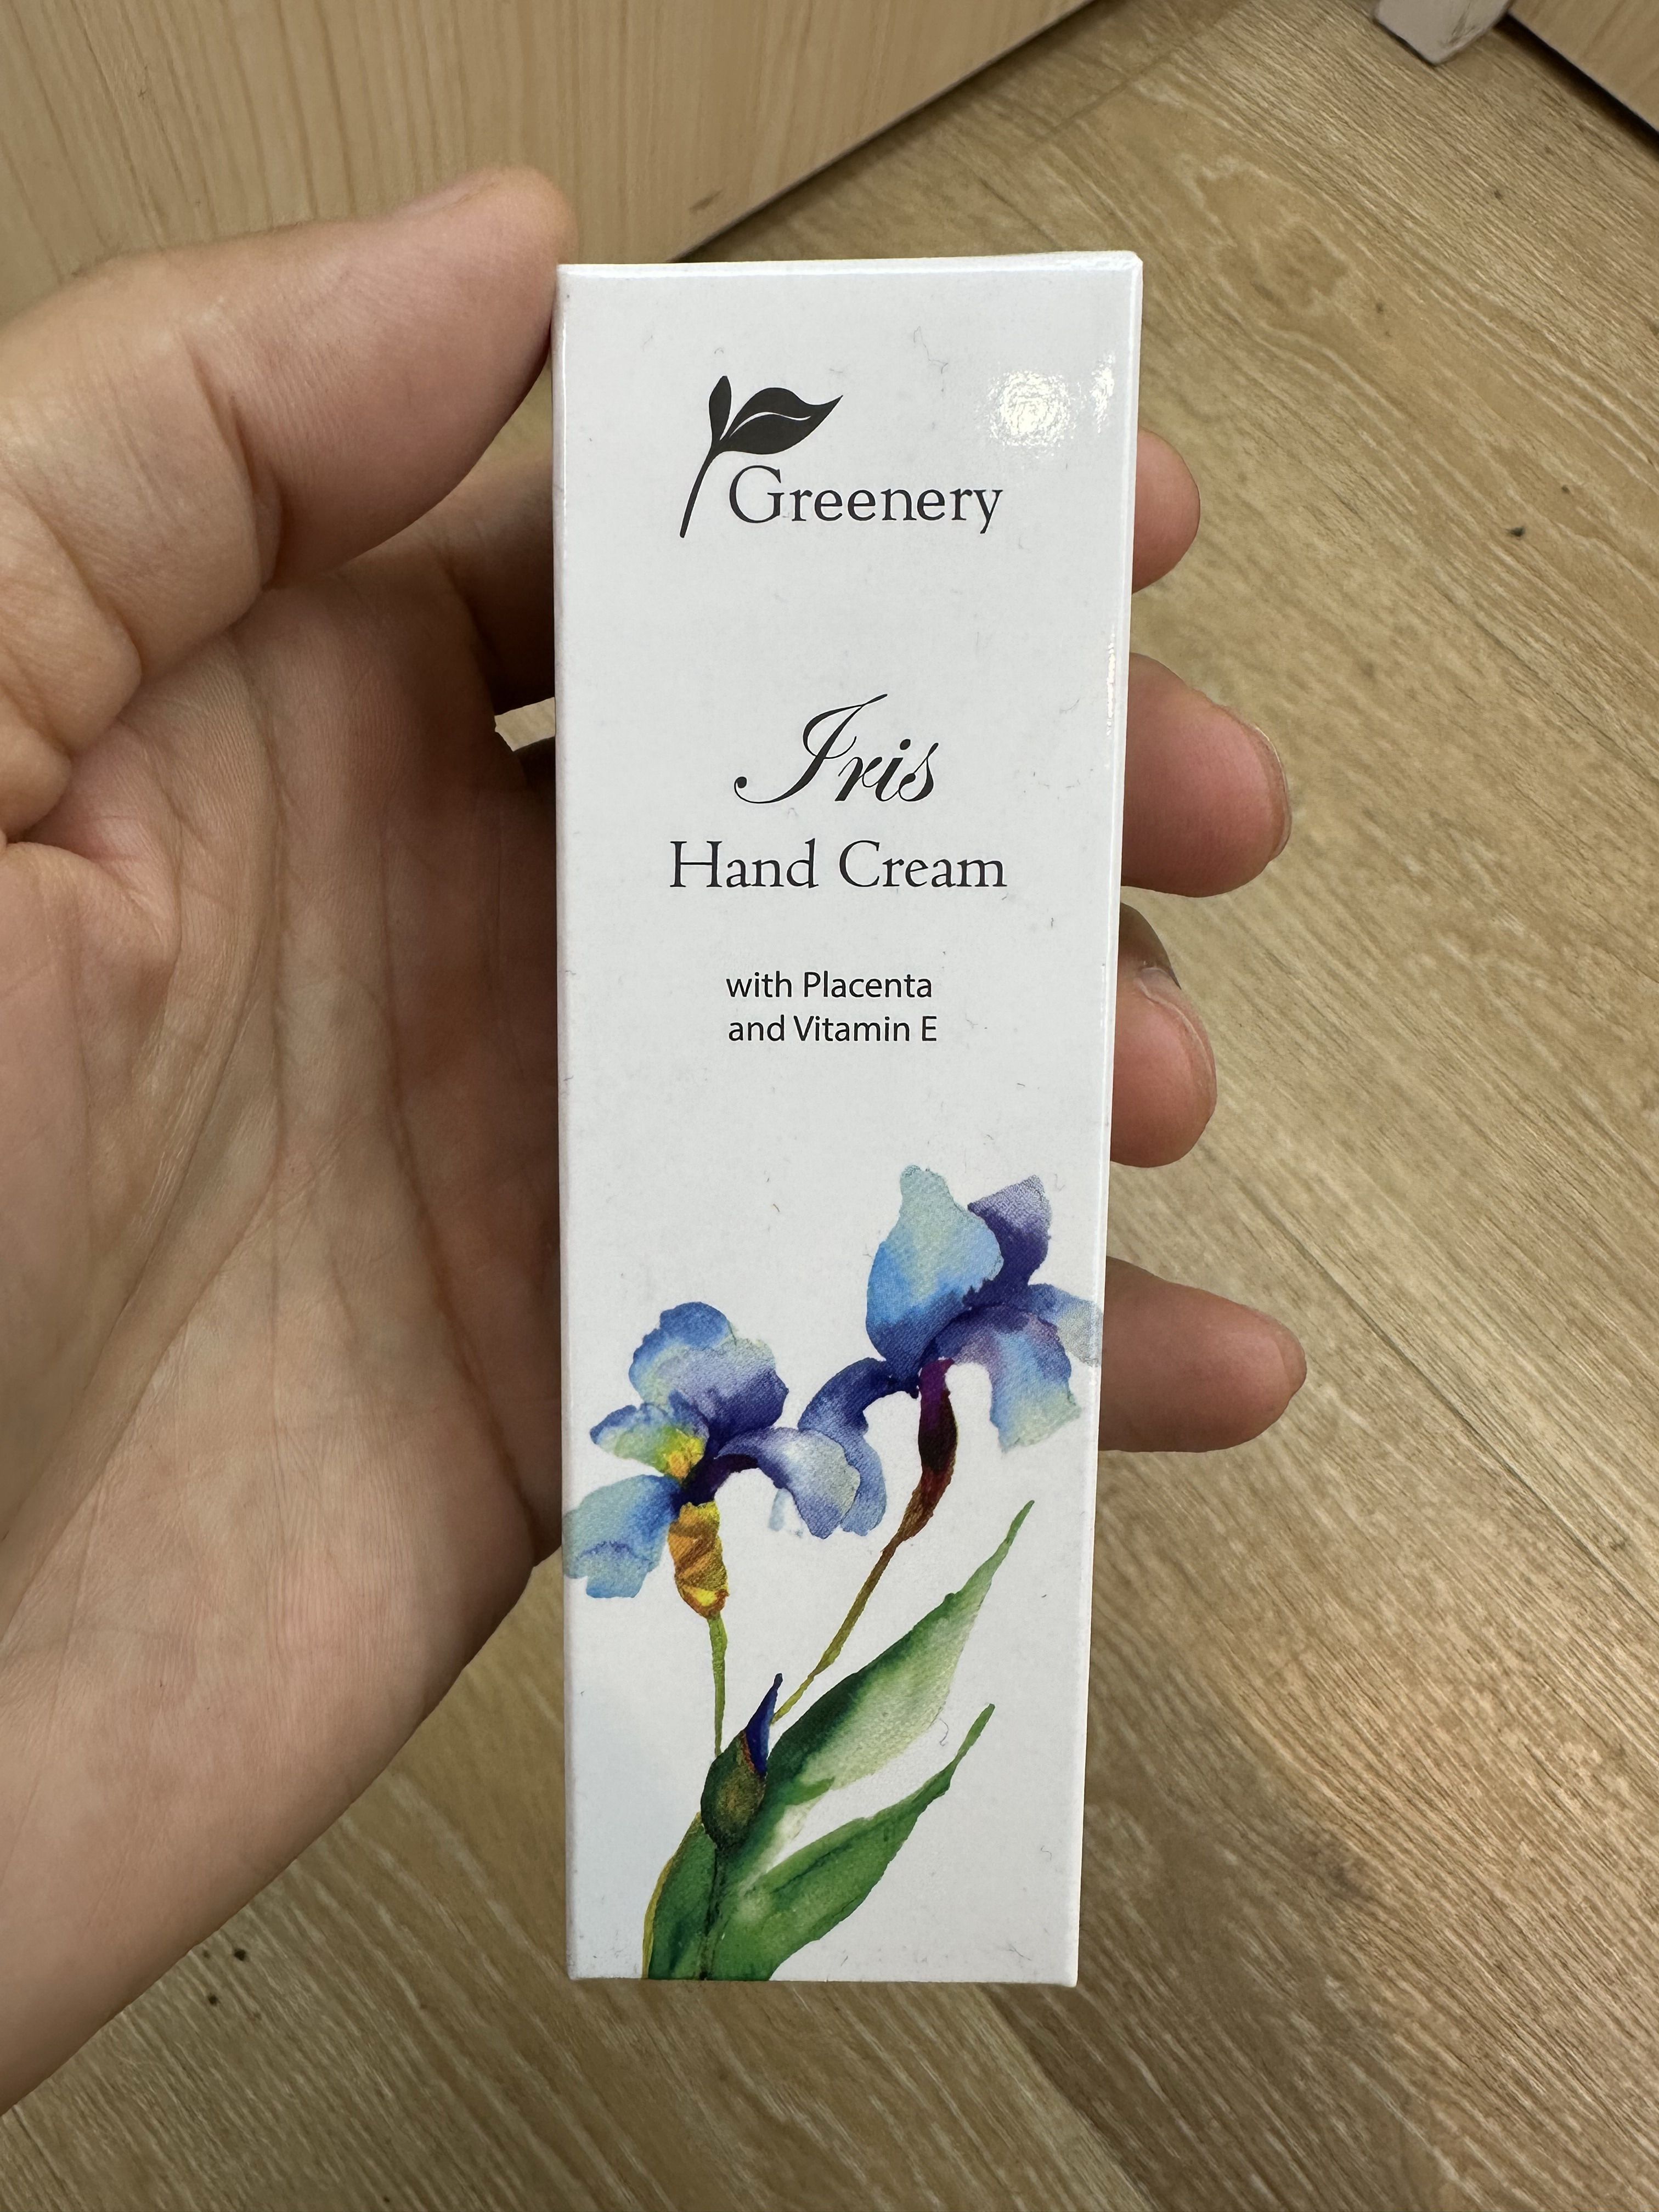 Greenery
Iris
Hand Cream
with Placenta
and Vitamin E